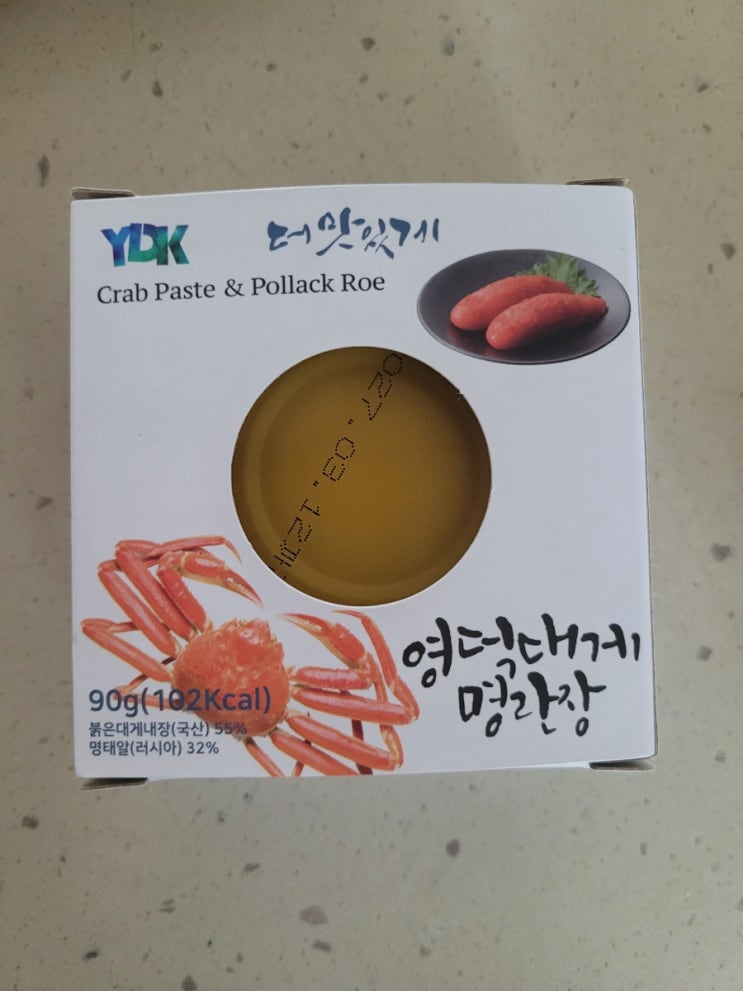 YDK
더 맛있게
Crab Paste & Pollack Roe
027.03.12까
영덕대게
명란장
90g(102Kcal)
붉은대게내장(국산) 55%
명태알(러시아) 32%